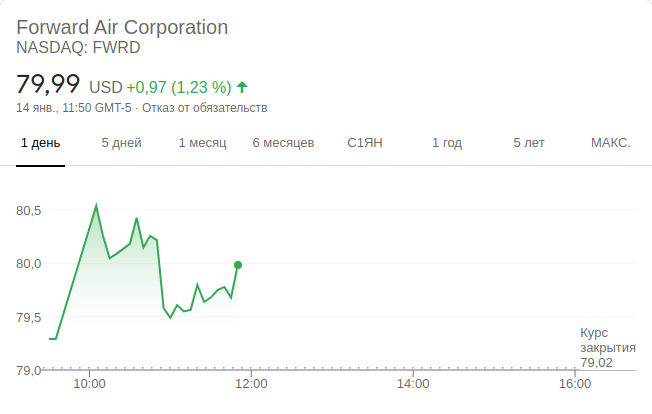 Forward Air Corporation
NASDAQ: FWRD
79,99 USD +0,97 (1,23 %)
14 янв., 11:50 GMT-5 · Отказ от обязательств
1 день 5 дней 1 месяц 6 месяцев С1ЯН 1 год 5 лет МАКС.
80,5
80,0
79,5
Курс
закрытия
79,02
79,0
10:00 12:00 14:00 16:00